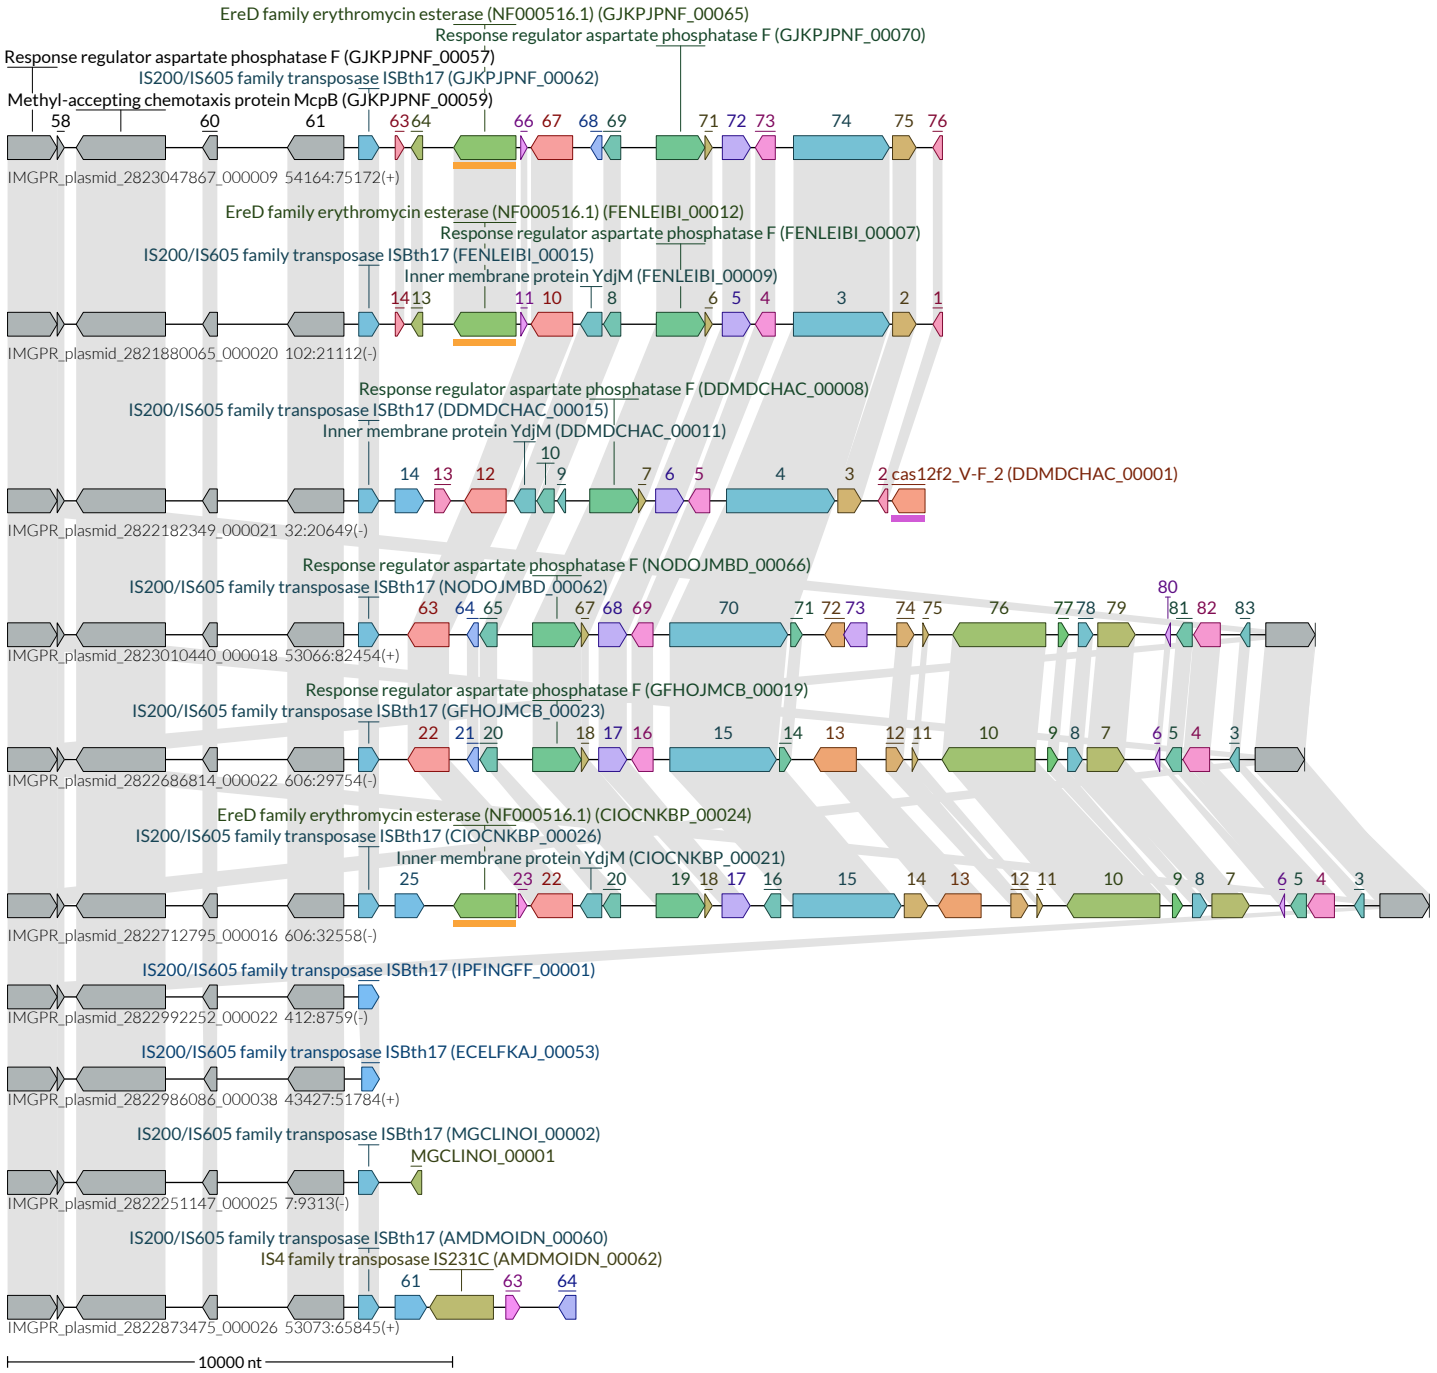 EreD family erythromycin esterase (NF000516.1) (GJKPJPNF_00065)
Response regulator aspartate phosphatase F (GJKPJPNF_00070)
Response regulator aspartate phosphatase F (GJKPJPNF_00057)
IS200/IS605 family transposase ISBth17 (GJKPJPNF_00062)
Methyl-accepting chemotaxis protein McpB (GJKPJPNF_00059)
58 60 61 63 64 66 67 68 69 71 72 73 74 75 76
IMGPR_plasmid_2823047867_000009 54164:75172(+)
EreD family erythromycin esterase (NF000516.1) (FENLEIBI_00012)
Response regulator aspartate phosphatase F (FENLEIBI_00007)
IS200/IS605 family transposase ISBth17 (FENLEIBI_00015)
Inner membrane protein YdjM (FENLEIBI_00009)
14 13 11 10 8 6 5 4 3 2 1
IMGPR_plasmid_2821880065_000020 102:21112(-)
Response regulator aspartate phosphatase F (DDMDCHAC_00008)
IS200/IS605 family transposase ISBth17 (DDMDCHAC_00015)
Inner membrane protein YdjM (DDMDCHAC_00011)
10
14 13 12 9 7 6 5 4 3 2 cas12f2_V-F_2 (DDMDCHAC_00001)
IMGPR_plasmid_2822182349_000021 32:20649(-)
Response regulator aspartate phosphatase F (NODOJMBD_00066)
IS200/IS605 family transposase ISBth17 (NODOJMBD_00062)
80
63 64 65 67 68 69 70 71 72 73 74 75 76 77 78 79 81 82 83
IMGPR_plasmid_2823010440_000018 53066:82454(+)
Response regulator aspartate phosphatase F (GFHOJMCB_00019)
IS200/IS605 family transposase ISBth17 (GFHOJMCB_00023)
22 21 20 18 17 16 15 14 13 12 11 10 9 8 7 6 5 4 3
IMGPR_plasmid_2822686814_000022 606:29754(-)
EreD family erythromycin esterase (NF000516.1) (CIOCNKBP_00024)
IS200/IS605 family transposase ISBth17 (CIOCNKBP_00026)
Inner membrane protein YdjM (CIOCNKBP_00021)
25 23 22 20 19 18 17 16 15 14 13 12 11 10 9 8 7 6 5 4 3
IMGPR_plasmid_2822712795_000016 606:32558(-)
IS200/IS605 family transposase ISBth17 (IPFINGFF_00001)
IMGPR_plasmid_2822992252_000022 412:8759(-)
IS200/IS605 family transposase ISBth17 (ECELFKAJ_00053)
IMGPR_plasmid_2822986086_000038 43427:51784(+)
IS200/IS605 family transposase ISBth17 (MGCLINOI_00002)
MGCLINOI_00001
IMGPR_plasmid_2822251147_000025 7:9313(-)
IS200/IS605 family transposase ISBth17 (AMDMOIDN_00060)
IS4 family transposase IS231C (AMDMOIDN_00062)
61 63 64
IMGPR_plasmid_2822873475_000026 53073:65845(+)
10000 nt